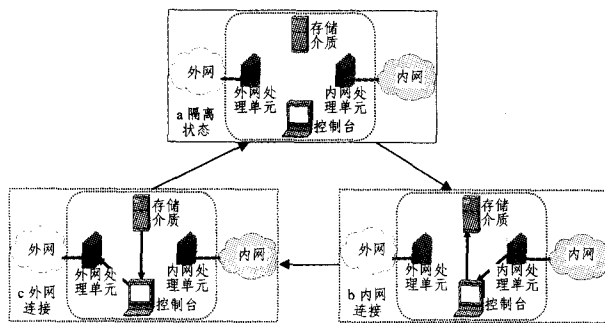 存储
介质
外网
外网处
理单元
内网处
理单元
内网
a 隔离
状态
控制台
存储
介质
外网
外网处
理单元
内网处
理单元
内网
c 外网
连接
控制台
存储
介质
外网
外网处
理单元
内网处
理单元
内网
b 内网
连接
控制台